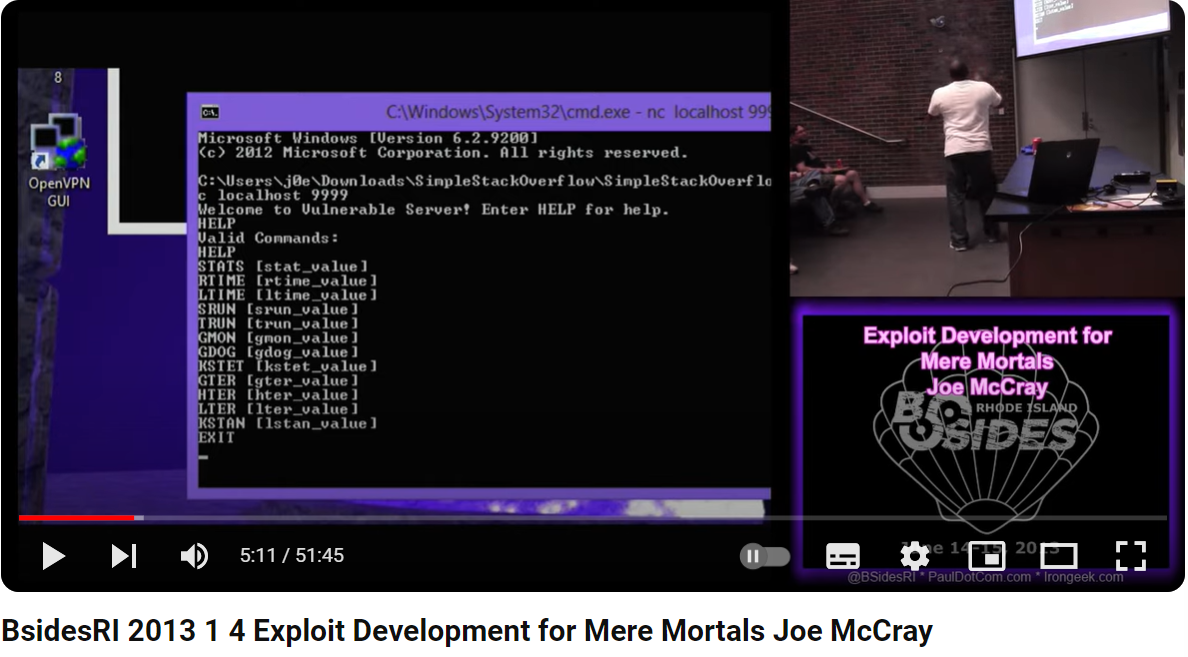 8
OpenVPN
GUI
C:\Windows\System32\cmd.exe - nc localhost 999
Microsoft Windows [Version 6.2.9200]
(c) 2012 Microsoft Corporation. All rights reserved.
C:\Users\j0e\Downloads\SimpleStackOverflow\SimpleStackOverflo
c localhost 9999
Welcome to Vulnerable Server! Enter HELP for help.
HELP
Valid Commands:
HELP
STATS [stat_value]
RTIME [rtime_value]
LTIME [ltime_value]
SRUN [srun_value]
TRUN [trun_value]
GMON [gmon_value]
GDOG [gdog_value]
KSTET [kstet_value]
GTER [gter_value]
HTER [hter_value]
LTER [lter_value]
KSTAN [lstan_value]
EXIT
Exploit Development for
Mere Mortals
Joe McCray
RHODE ISLAND
BSIDES
June 14-15, 2013
@BSidesRI * PaulDotCom.com * Irongeek.com
5:11 / 51:45
BsidesRI 2013 1 4 Exploit Development for Mere Mortals Joe McCray